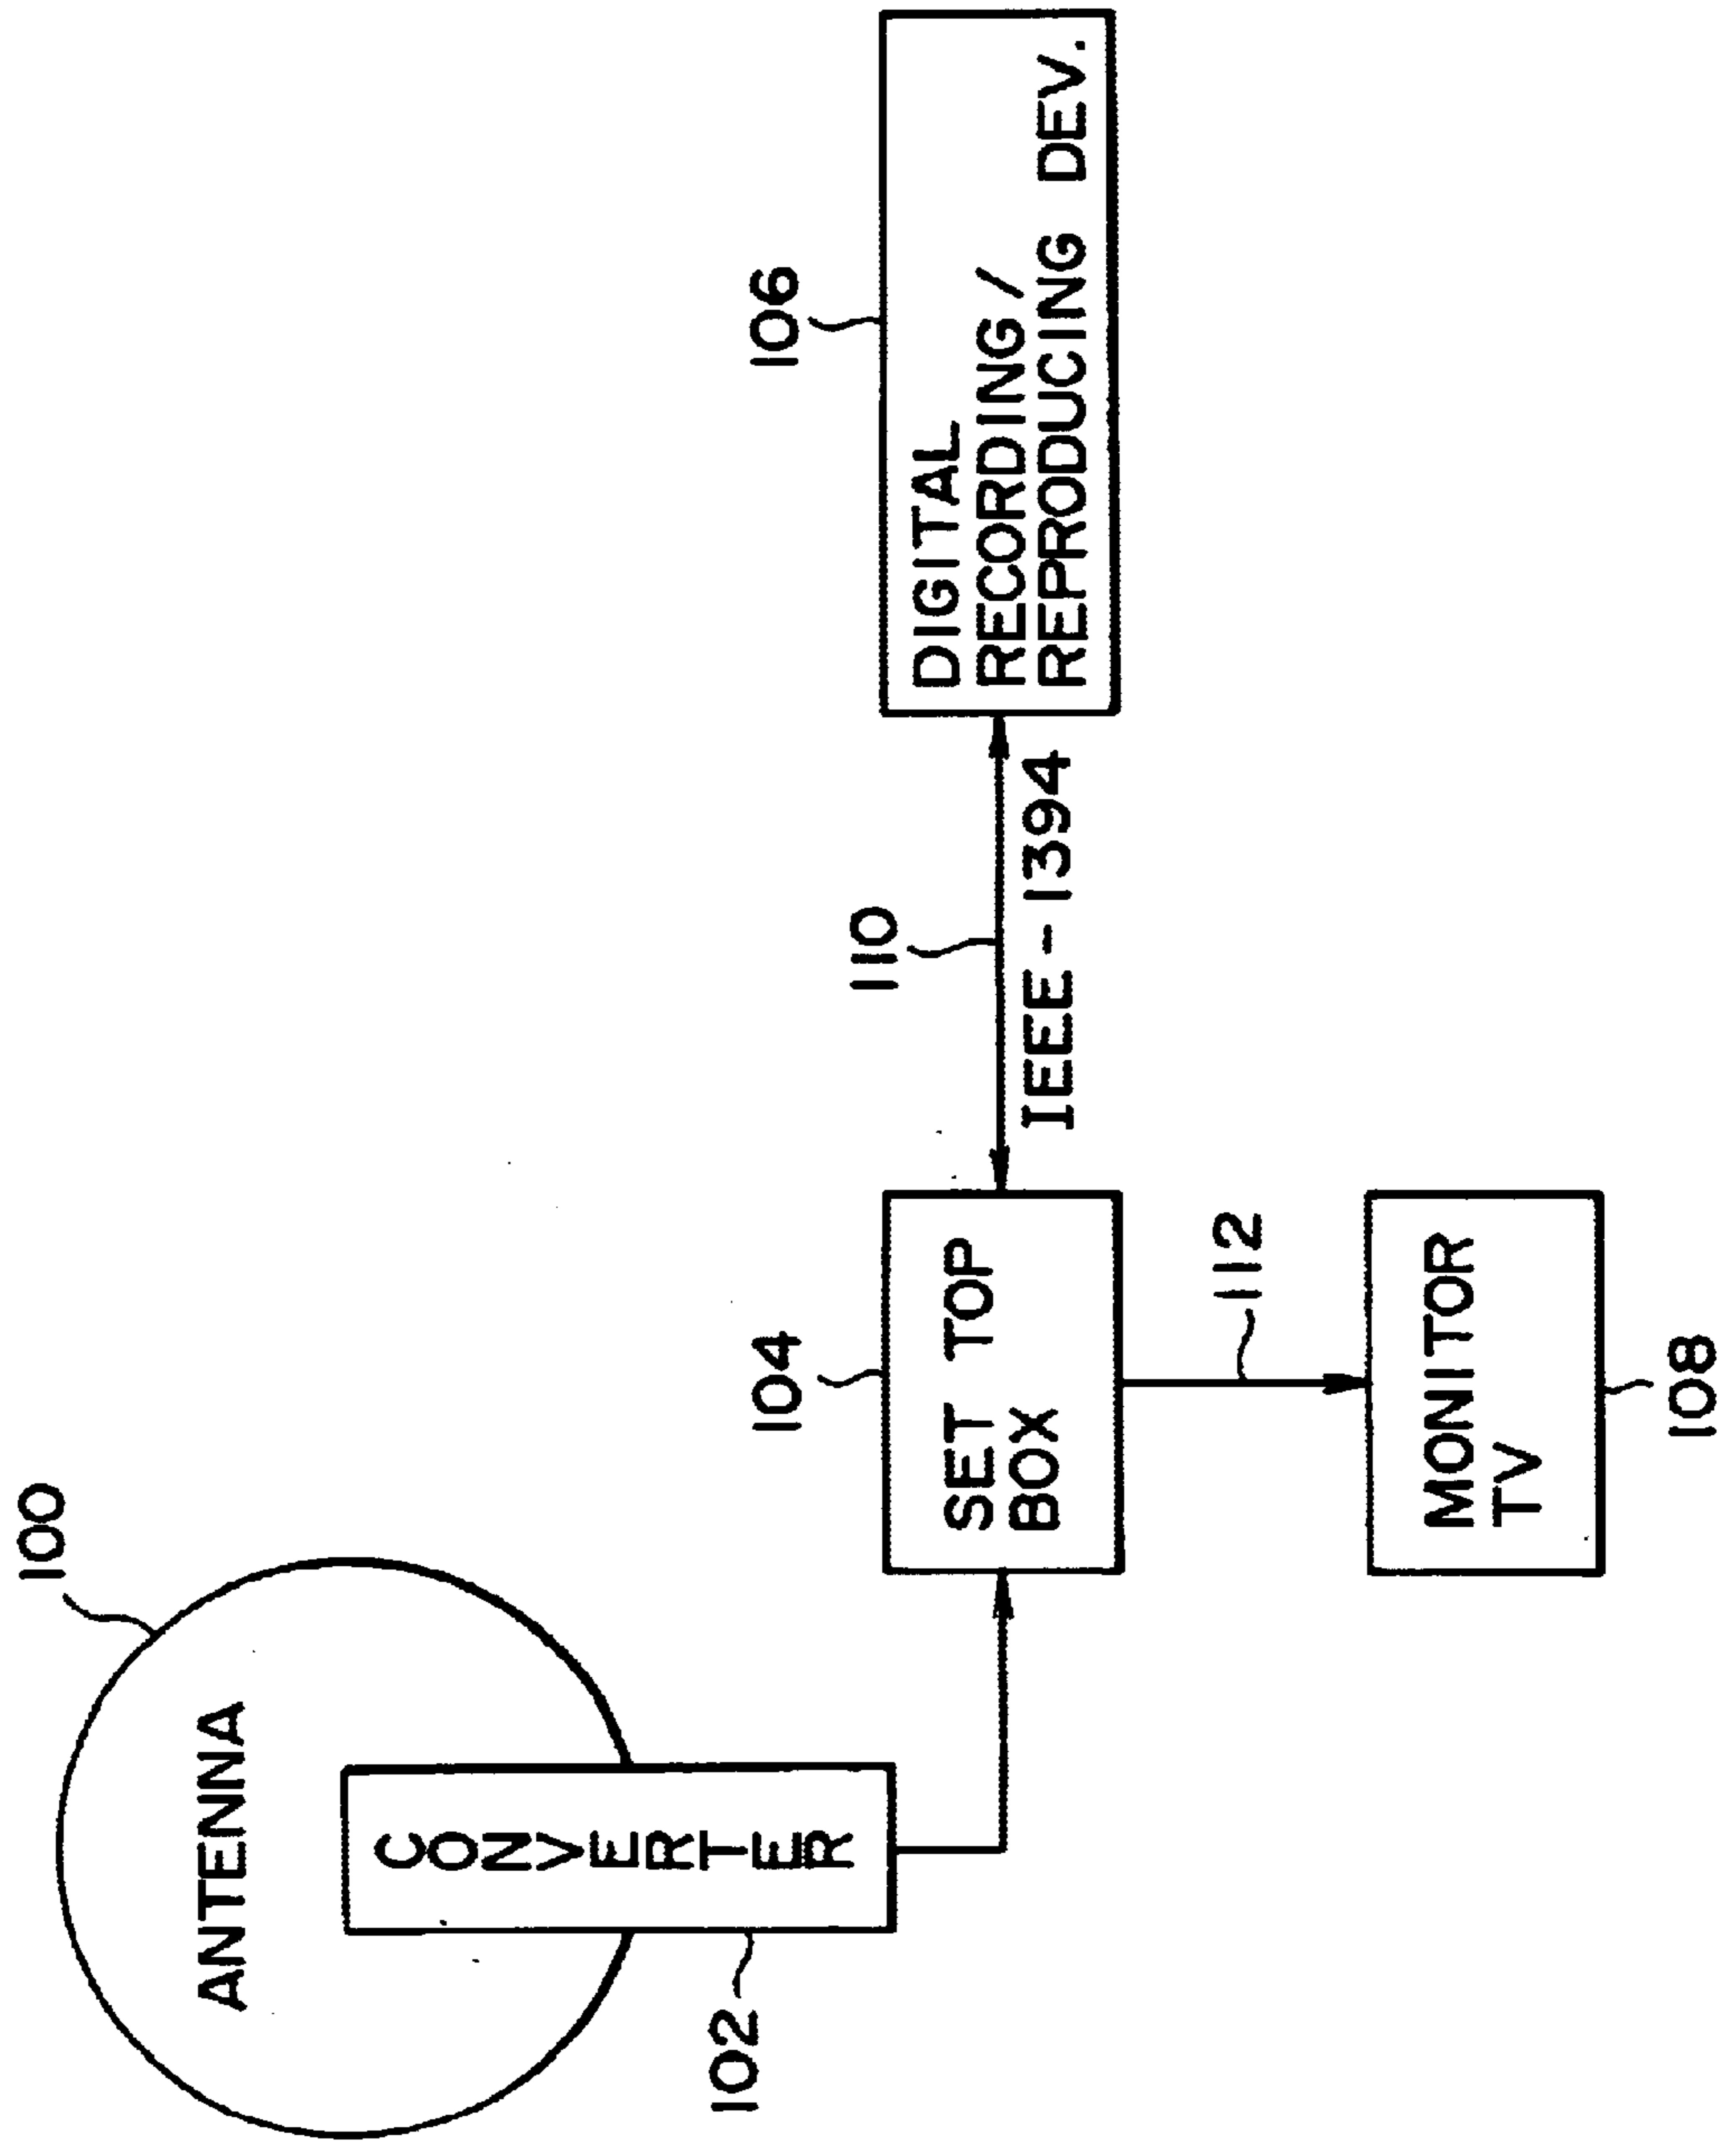 100
ANTENNA
CONVERTER
102
104
SET TOP
BOX
110
IEEE-1394
106
DIGITAL
RECORDING/
REPRODUCING DEV.
112
MONITOR
TV
108